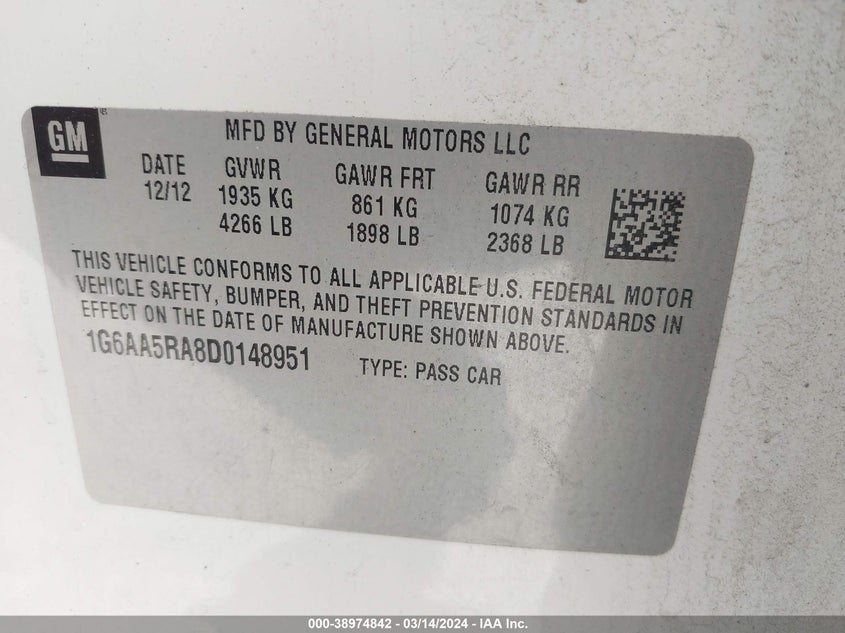 GM ®
MFD BY GENERAL MOTORS LLC
DATE GVWR GAWR FRT GAWR RR
12/12 1935 KG 861 KG 1074 KG
4266 LB 1898 LB 2368 LB
THIS VEHICLE CONFORMS TO ALL APPLICABLE U.S. FEDERAL MOTOR
VEHICLE SAFETY, BUMPER, AND THEFT PREVENTION STANDARDS IN
EFFECT ON THE DATE OF MANUFACTURE SHOWN ABOVE.
1G6AA5RA8D0148951 TYPE: PASS CAR
000-38974842 - 03/14/2024 - IAA Inc.